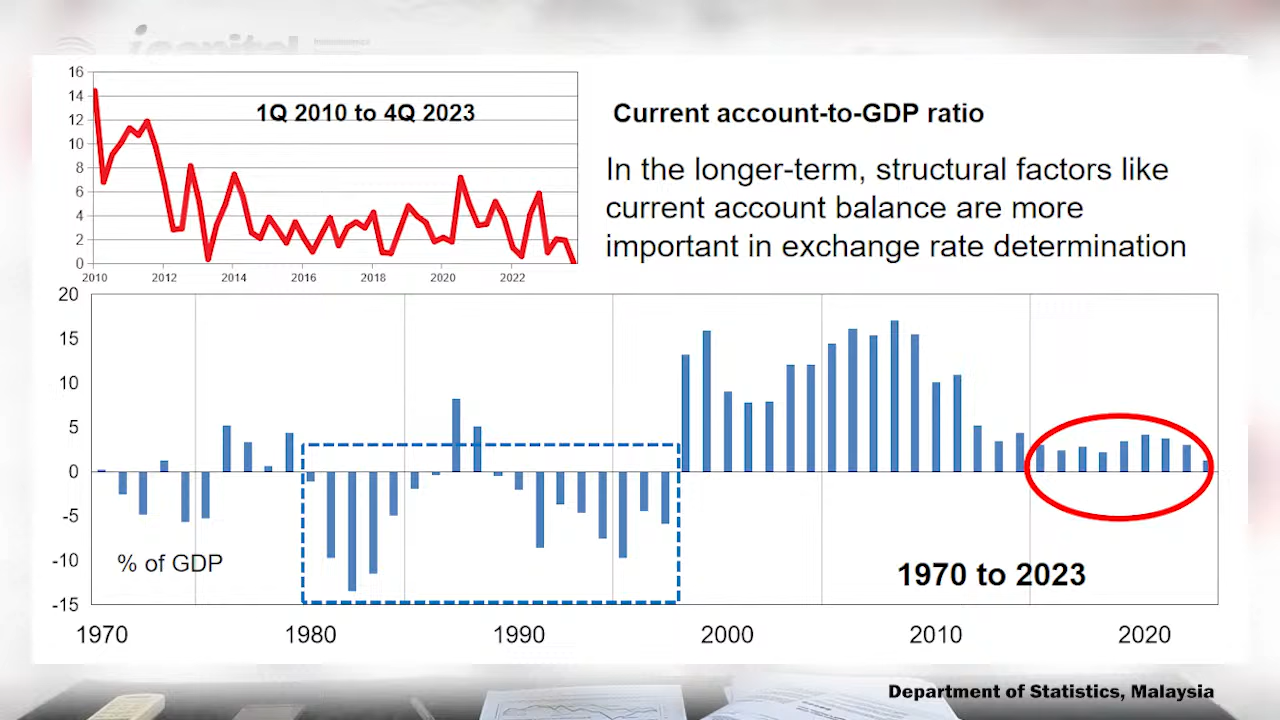 icapital
16
14
12
10
8
6
4
2
0
1Q 2010 to 4Q 2023
2010 2012 2014 2016 2018 2020 2022
Current account-to-GDP ratio
In the longer-term, structural factors like
current account balance are more
important in exchange rate determination
20
15
10
5
0
-5
-10
-15
% of GDP
1970 to 2023
1970 1980 1990 2000 2010 2020
Department of Statistics, Malaysia